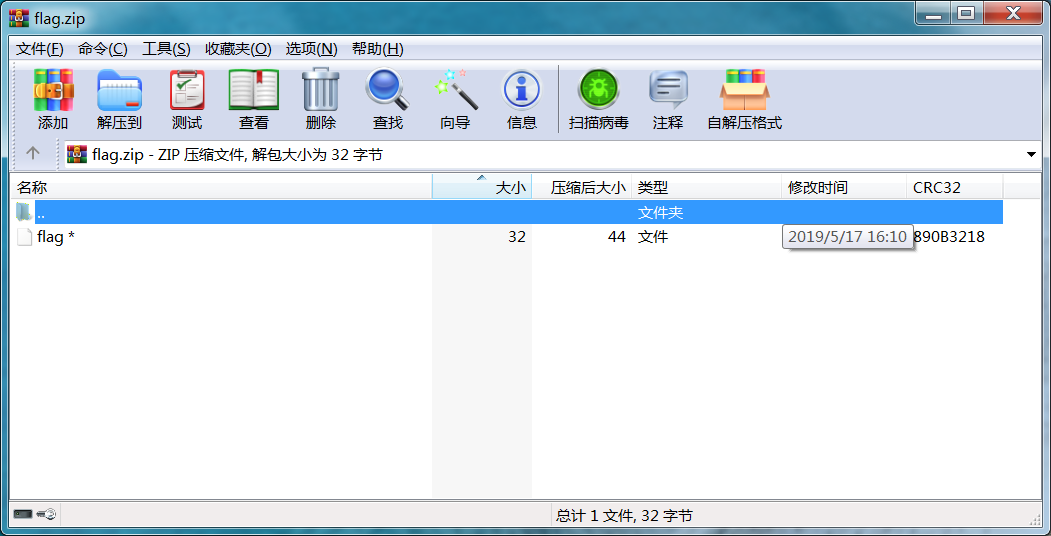 flag.zip
文件(F) 命令(C) 工具(S) 收藏夹(O) 选项(N) 帮助(H)
添加 解压到 测试 查看 删除 查找 向导 信息 扫描病毒 注释 自解压格式
flag.zip - ZIP 压缩文件, 解包大小为 32 字节
名称 大小 压缩后大小 类型 修改时间 CRC32
.. 文件夹
flag * 32 44 文件 2019/5/17 16:10 890B3218
总计 1 文件, 32 字节